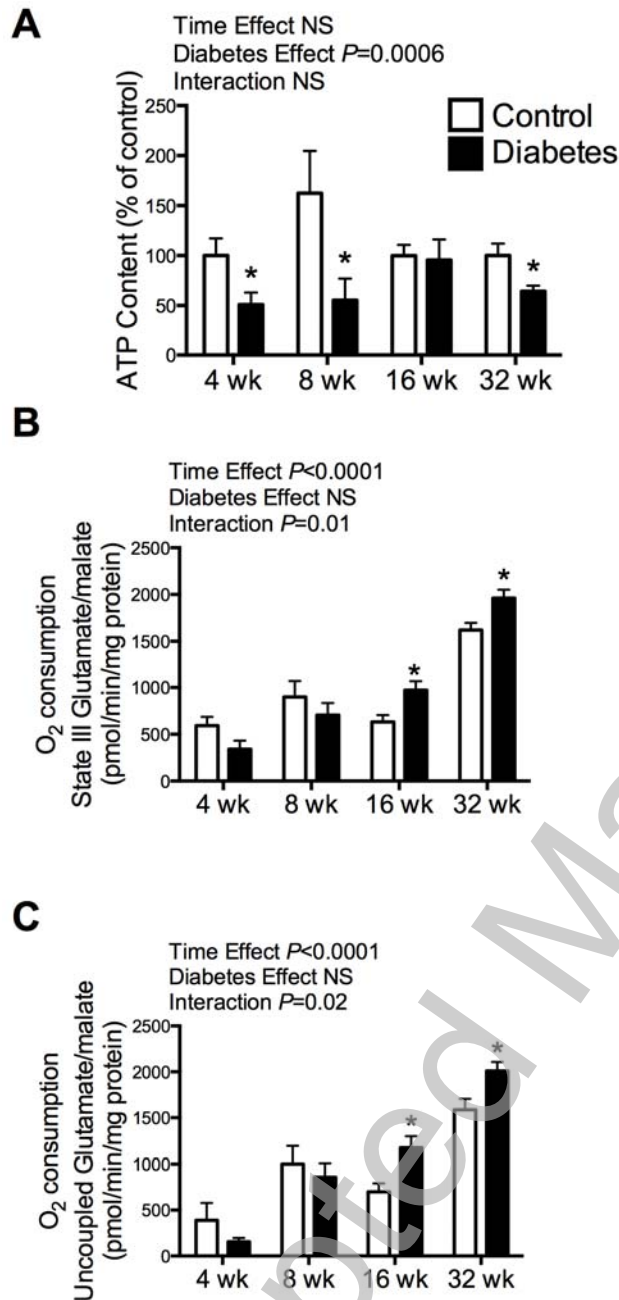 A
Time Effect NS
Diabetes Effect P=0.0006
Interaction NS
Control
Diabetes
ATP Content (% of control)
250
200
150
100
50
0
*
*
*
4 wk 8 wk 16 wk 32 wk
B
Time Effect P<0.0001
Diabetes Effect NS
Interaction P=0.01
O₂ consumption
State III Glutamate/malate
(pmol/min/mg protein)
2500
2000
1500
1000
500
0
*
*
4 wk 8 wk 16 wk 32 wk
C
Time Effect P<0.0001
Diabetes Effect NS
Interaction P=0.02
O₂ consumption
Uncoupled Glutamate/malate
(pmol/min/mg protein)
2500
2000
1500
1000
500
0
*
*
4 wk 8 wk 16 wk 32 wk
pted Ma